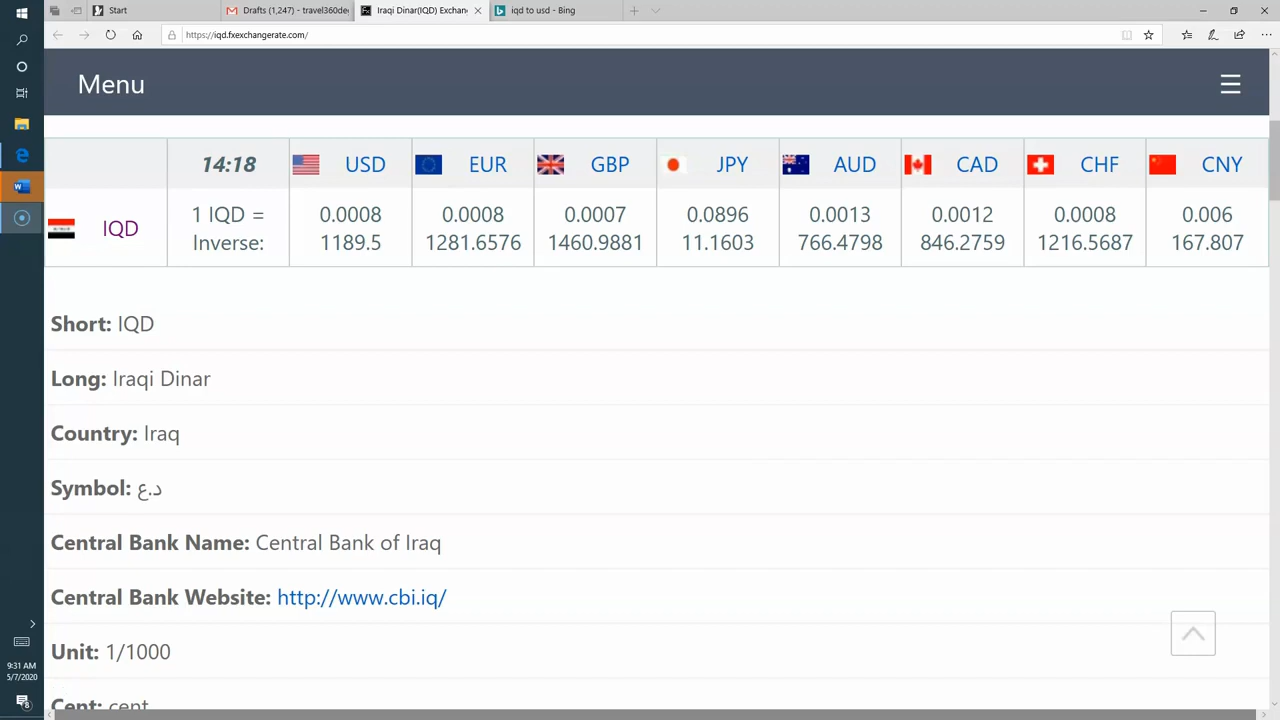 Start
Drafts (1,247) - travel360de
Iraqi Dinar(IQD) Exchan
iqd to usd - Bing
https://iqd.fxexchangerate.com/
Menu
14:18 USD EUR GBP JPY AUD CAD CHF CNY
IQD
1 IQD = 0.0008 0.0008 0.0007 0.0896 0.0013 0.0012 0.0008 0.006
Inverse: 1189.5 1281.6576 1460.9881 11.1603 766.4798 846.2759 1216.5687 167.807
Short: IQD
Long: Iraqi Dinar
Country: Iraq
Symbol: د.ع
Central Bank Name: Central Bank of Iraq
Central Bank Website: http://www.cbi.iq/
Unit: 1/1000
Cent: cent
9:31 AM
5/7/2020
8